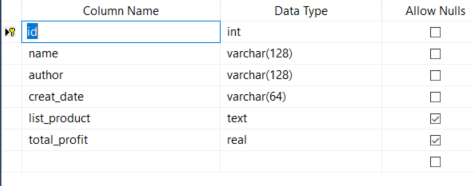 Column Name Data Type Allow Nulls
id int
name varchar(128)
author varchar(128)
creat_date varchar(64)
list_product text
total_profit real